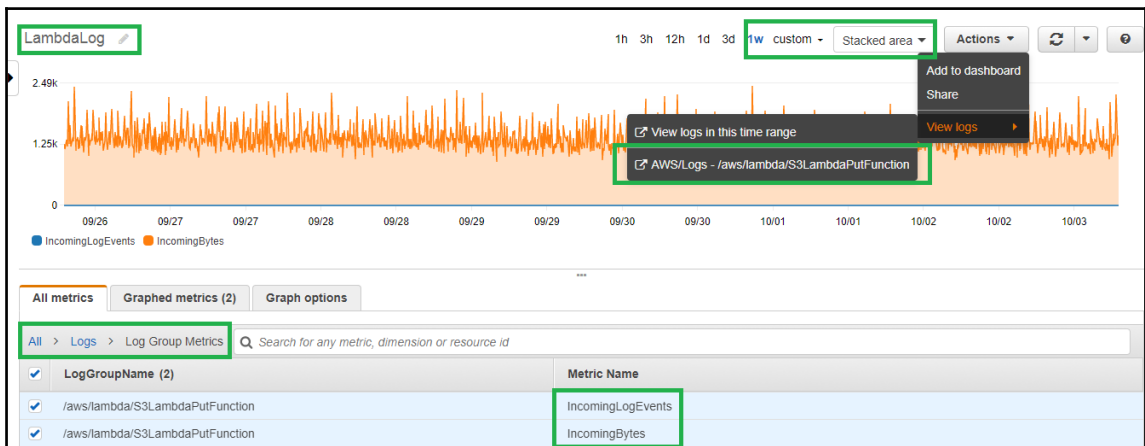 LambdaLog
1h 3h 12h 1d 3d 1w custom Stacked area Actions
Add to dashboard
Share
View logs
View logs in this time range
AWS/Logs - /aws/lambda/S3LambdaPutFunction
2.49k
1.25k
0
09/26 09/27 09/27 09/28 09/28 09/29 09/29 09/30 09/30 10/01 10/01 10/02 10/02 10/03
IncomingLogEvents IncomingBytes
All metrics Graphed metrics (2) Graph options
All > Logs > Log Group Metrics Search for any metric, dimension or resource id
LogGroupName (2) Metric Name
/aws/lambda/S3LambdaPutFunction IncomingLogEvents
/aws/lambda/S3LambdaPutFunction IncomingBytes